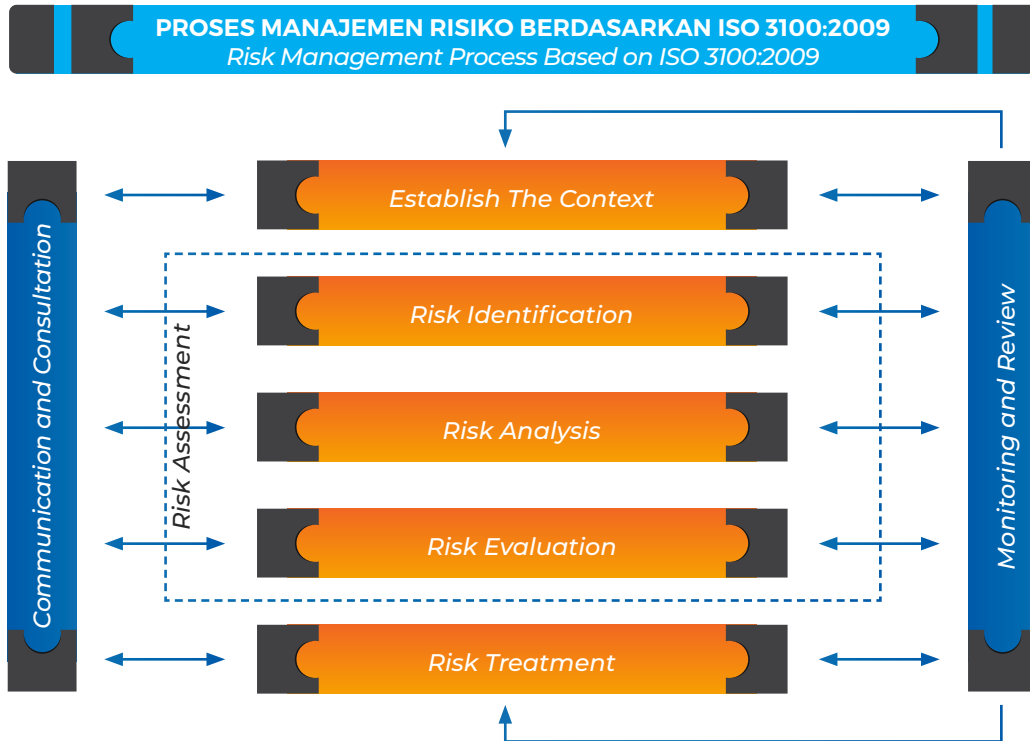 PROSES MANAJEMEN RISIKO BERDASARKAN ISO 3100:2009
Risk Management Process Based on ISO 3100:2009
Communication and Consultation
Establish The Context
Risk Assessment
Risk Identification
Risk Analysis
Risk Evaluation
Risk Treatment
Monitoring and Review